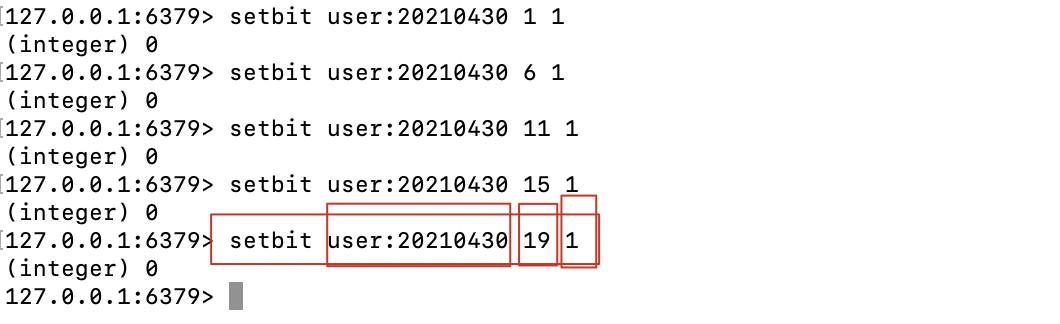 [127.0.0.1:6379> setbit user:20210430 1 1
(integer) 0
[127.0.0.1:6379> setbit user:20210430 6 1
(integer) 0
[127.0.0.1:6379> setbit user:20210430 11 1
(integer) 0
[127.0.0.1:6379> setbit user:20210430 15 1
(integer) 0
[127.0.0.1:6379> setbit user:20210430 19 1
(integer) 0
127.0.0.1:6379>